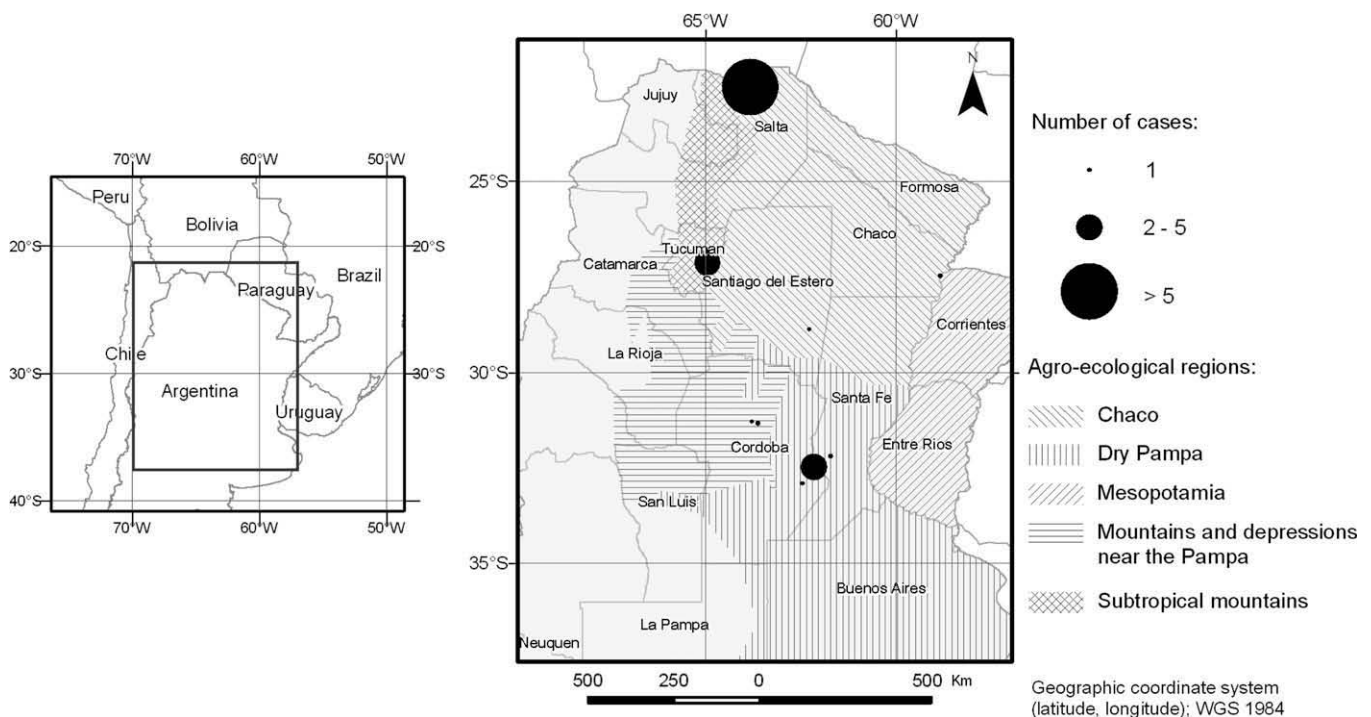 70°W 60°W 50°W
Peru
Bolivia
20°S 20°S
Brazil
Paraguay
Chile
30°S 30°S
Argentina
Uruguay
40°S 40°S
70°W 60°W 50°W
65°W 60°W
N
Jujuy
Salta
25°S
Formosa
Chaco
Tucuman
Catamarca
Santiago del Estero
Corrientes
La Rioja
30°S
Santa Fe
Cordoba
Entre Rios
San Luis
35°S
Buenos Aires
La Pampa
Neuquen
500 250 0 500 Km
Number of cases:
1
2 - 5
> 5
Agro-ecological regions:
Chaco
Dry Pampa
Mesopotamia
Mountains and depressions
near the Pampa
Subtropical mountains
Geographic coordinate system
(latitude, longitude); WGS 1984